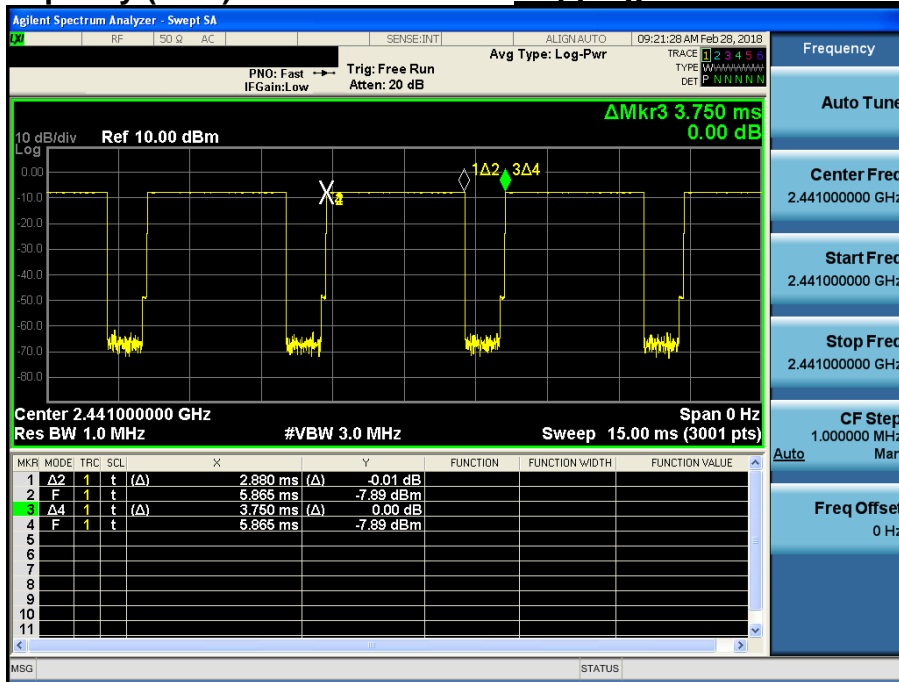 Agilent Spectrum Analyzer - Swept SA
LXI RF 50 Ω AC SENSE:INT ALIGN AUTO 09:21:28 AM Feb 28, 2018
Avg Type: Log-Pwr TRACE 1 2 3 4 5 6
TYPE WWWWWW
DET P N N N N N
PNO: Fast Trig: Free Run
IFGain:Low Atten: 20 dB
Frequency
ΔMkr3 3.750 ms
0.00 dB
10 dB/div Ref 10.00 dBm
Log
0.00
-10.0
-20.0
-30.0
-40.0
-50.0
-60.0
-70.0
-80.0
1Δ2 3Δ4
Center 2.441000000 GHz Span 0 Hz
Res BW 1.0 MHz #VBW 3.0 MHz Sweep 15.00 ms (3001 pts)
MKR MODE TRC SCL X Y FUNCTION FUNCTION WIDTH FUNCTION VALUE
1 Δ2 1 t (Δ) 2.880 ms (Δ) -0.01 dB
2 F 1 t 5.865 ms -7.89 dBm
3 Δ4 1 t (Δ) 3.750 ms (Δ) 0.00 dB
4 F 1 t 5.865 ms -7.89 dBm
5
6
7
8
9
10
11
MSG STATUS
Auto Tune
Center Freq
2.441000000 GHz
Start Freq
2.441000000 GHz
Stop Freq
2.441000000 GHz
CF Step
1.000000 MHz
Auto Man
Freq Offset
0 Hz